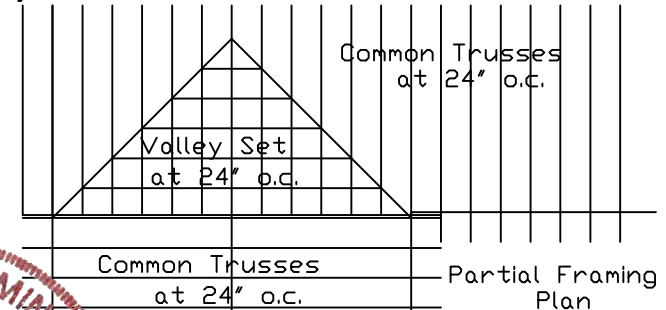 Common Trusses
at 24" o.c.
Valley Set
at 24" o.c.
Common Trusses
at 24" o.c.
Partial Framing
Plan